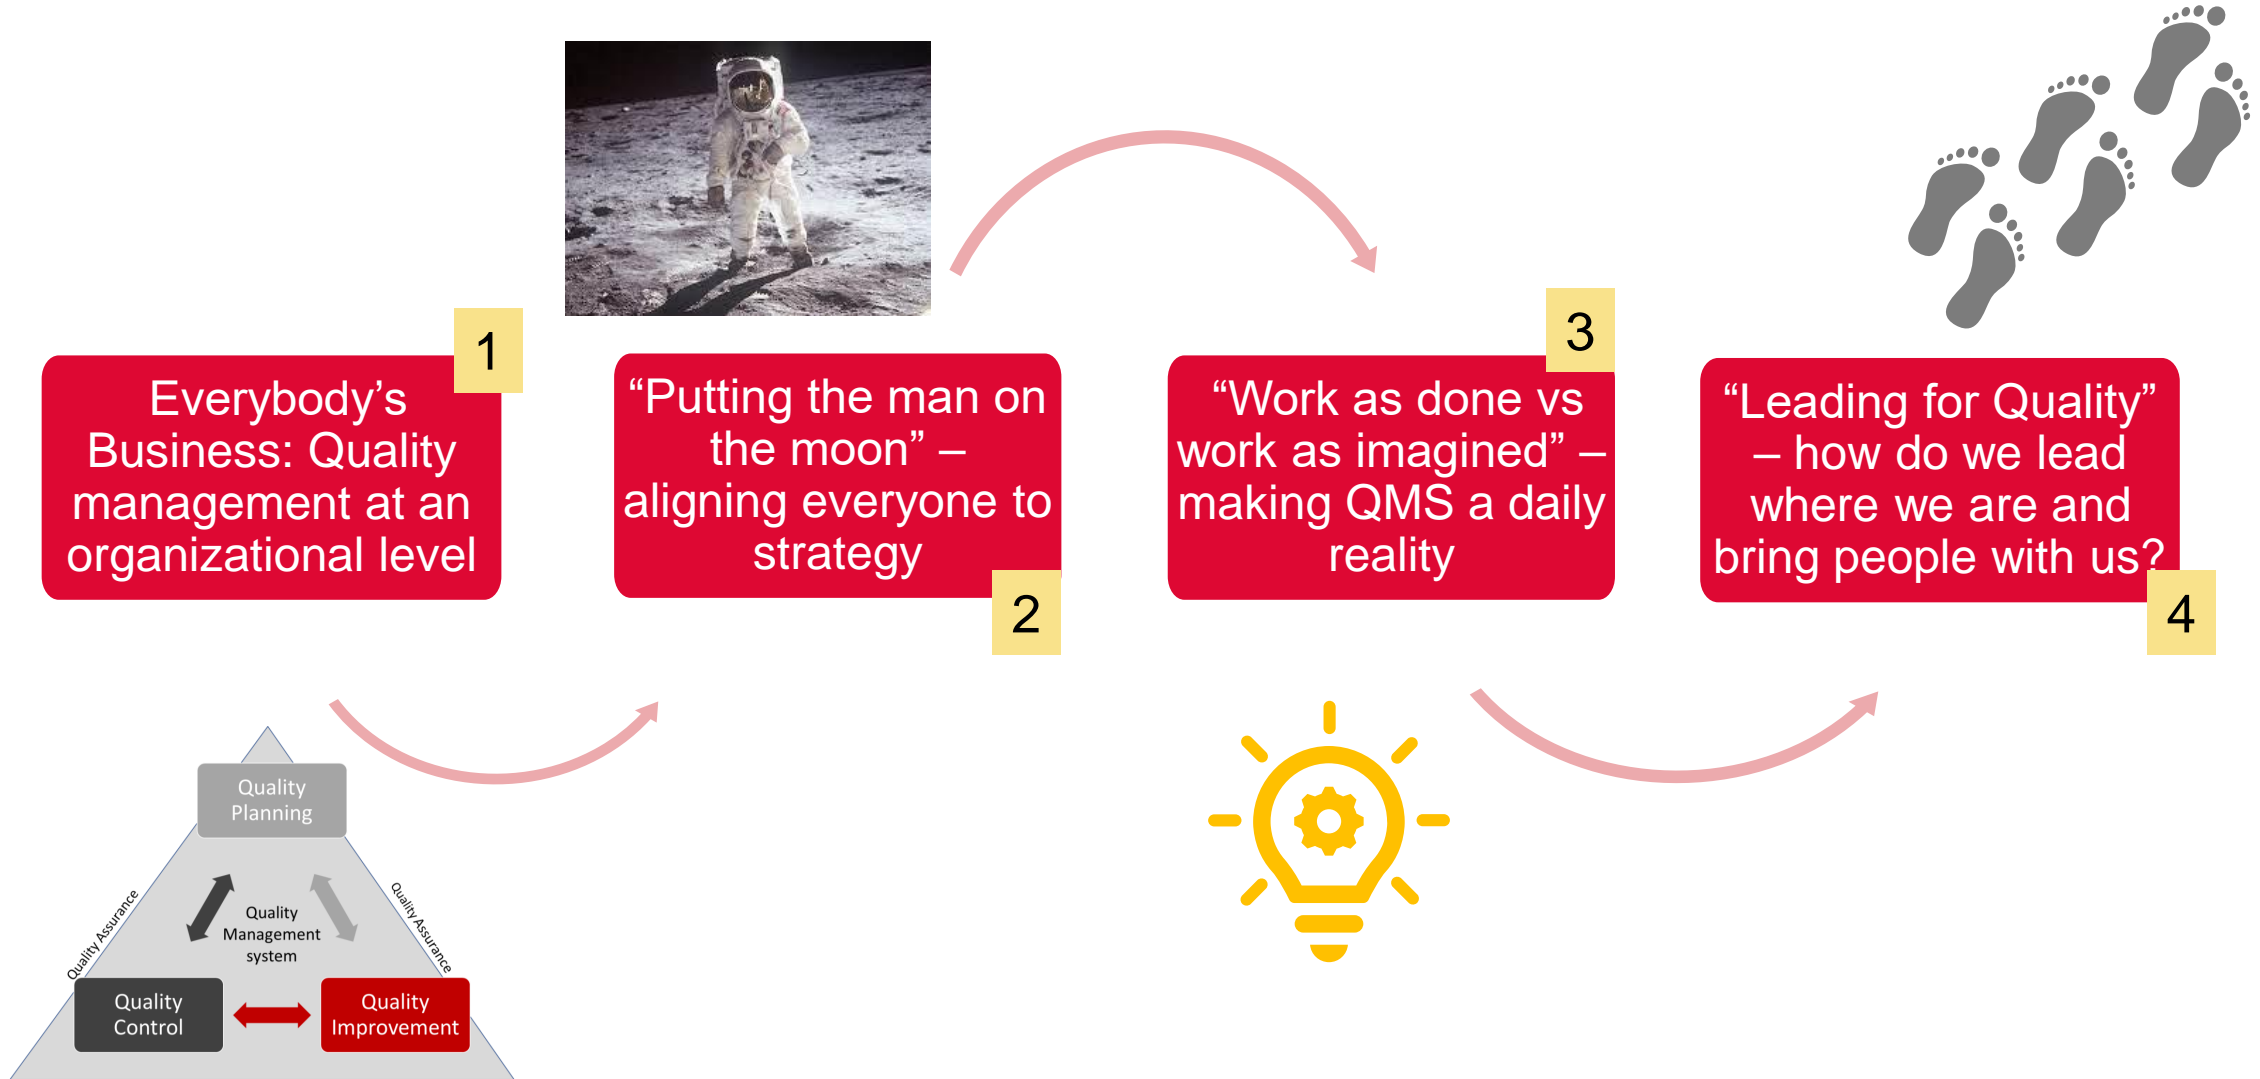 1
Everybody’s
Business: Quality
management at an
organizational level
“Putting the man on
the moon” –
aligning everyone to
strategy
2
3
“Work as done vs
work as imagined” –
making QMS a daily
reality
“Leading for Quality”
– how do we lead
where we are and
bring people with us?
4
Quality
Planning
Quality Assurance
Quality
Management
system
Quality Assurance
Quality
Control
Quality
Improvement